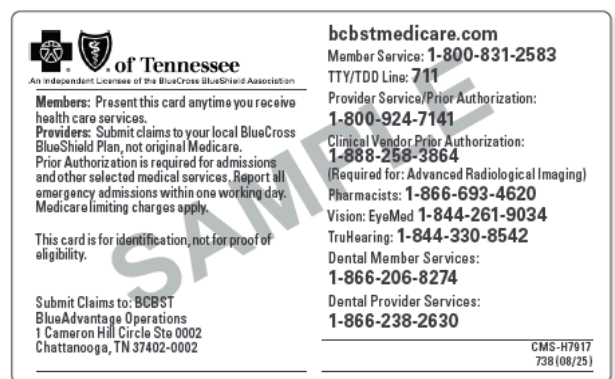 of Tennessee
An Independent Licensee of the BlueCross BlueShield Association
Members: Present this card anytime you receive
health care services.
Providers: Submit claims to your local BlueCross
BlueShield Plan, not original Medicare.
Prior Authorization is required for admissions
and other selected medical services. Report all
emergency admissions within one working day.
Medicare limiting charges apply.
This card is for identification, not for proof of
eligibility.
Submit Claims to: BCBST
BlueAdvantage Operations
1 Cameron Hill Circle Ste 0002
Chattanooga, TN 37402-0002
bcbstmedicare.com
Member Service: 1-800-831-2583
TTY/TDD Line: 711
Provider Service/Prior Authorization:
1-800-924-7141
Clinical Vendor Prior Authorization:
1-888-258-3864
(Required for: Advanced Radiological Imaging)
Pharmacists: 1-866-693-4620
Vision: EyeMed 1-844-261-9034
TruHearing: 1-844-330-8542
Dental Member Services:
1-866-206-8274
Dental Provider Services:
1-866-238-2630
CMS-H7917
738 (08/25)
SAMPLE